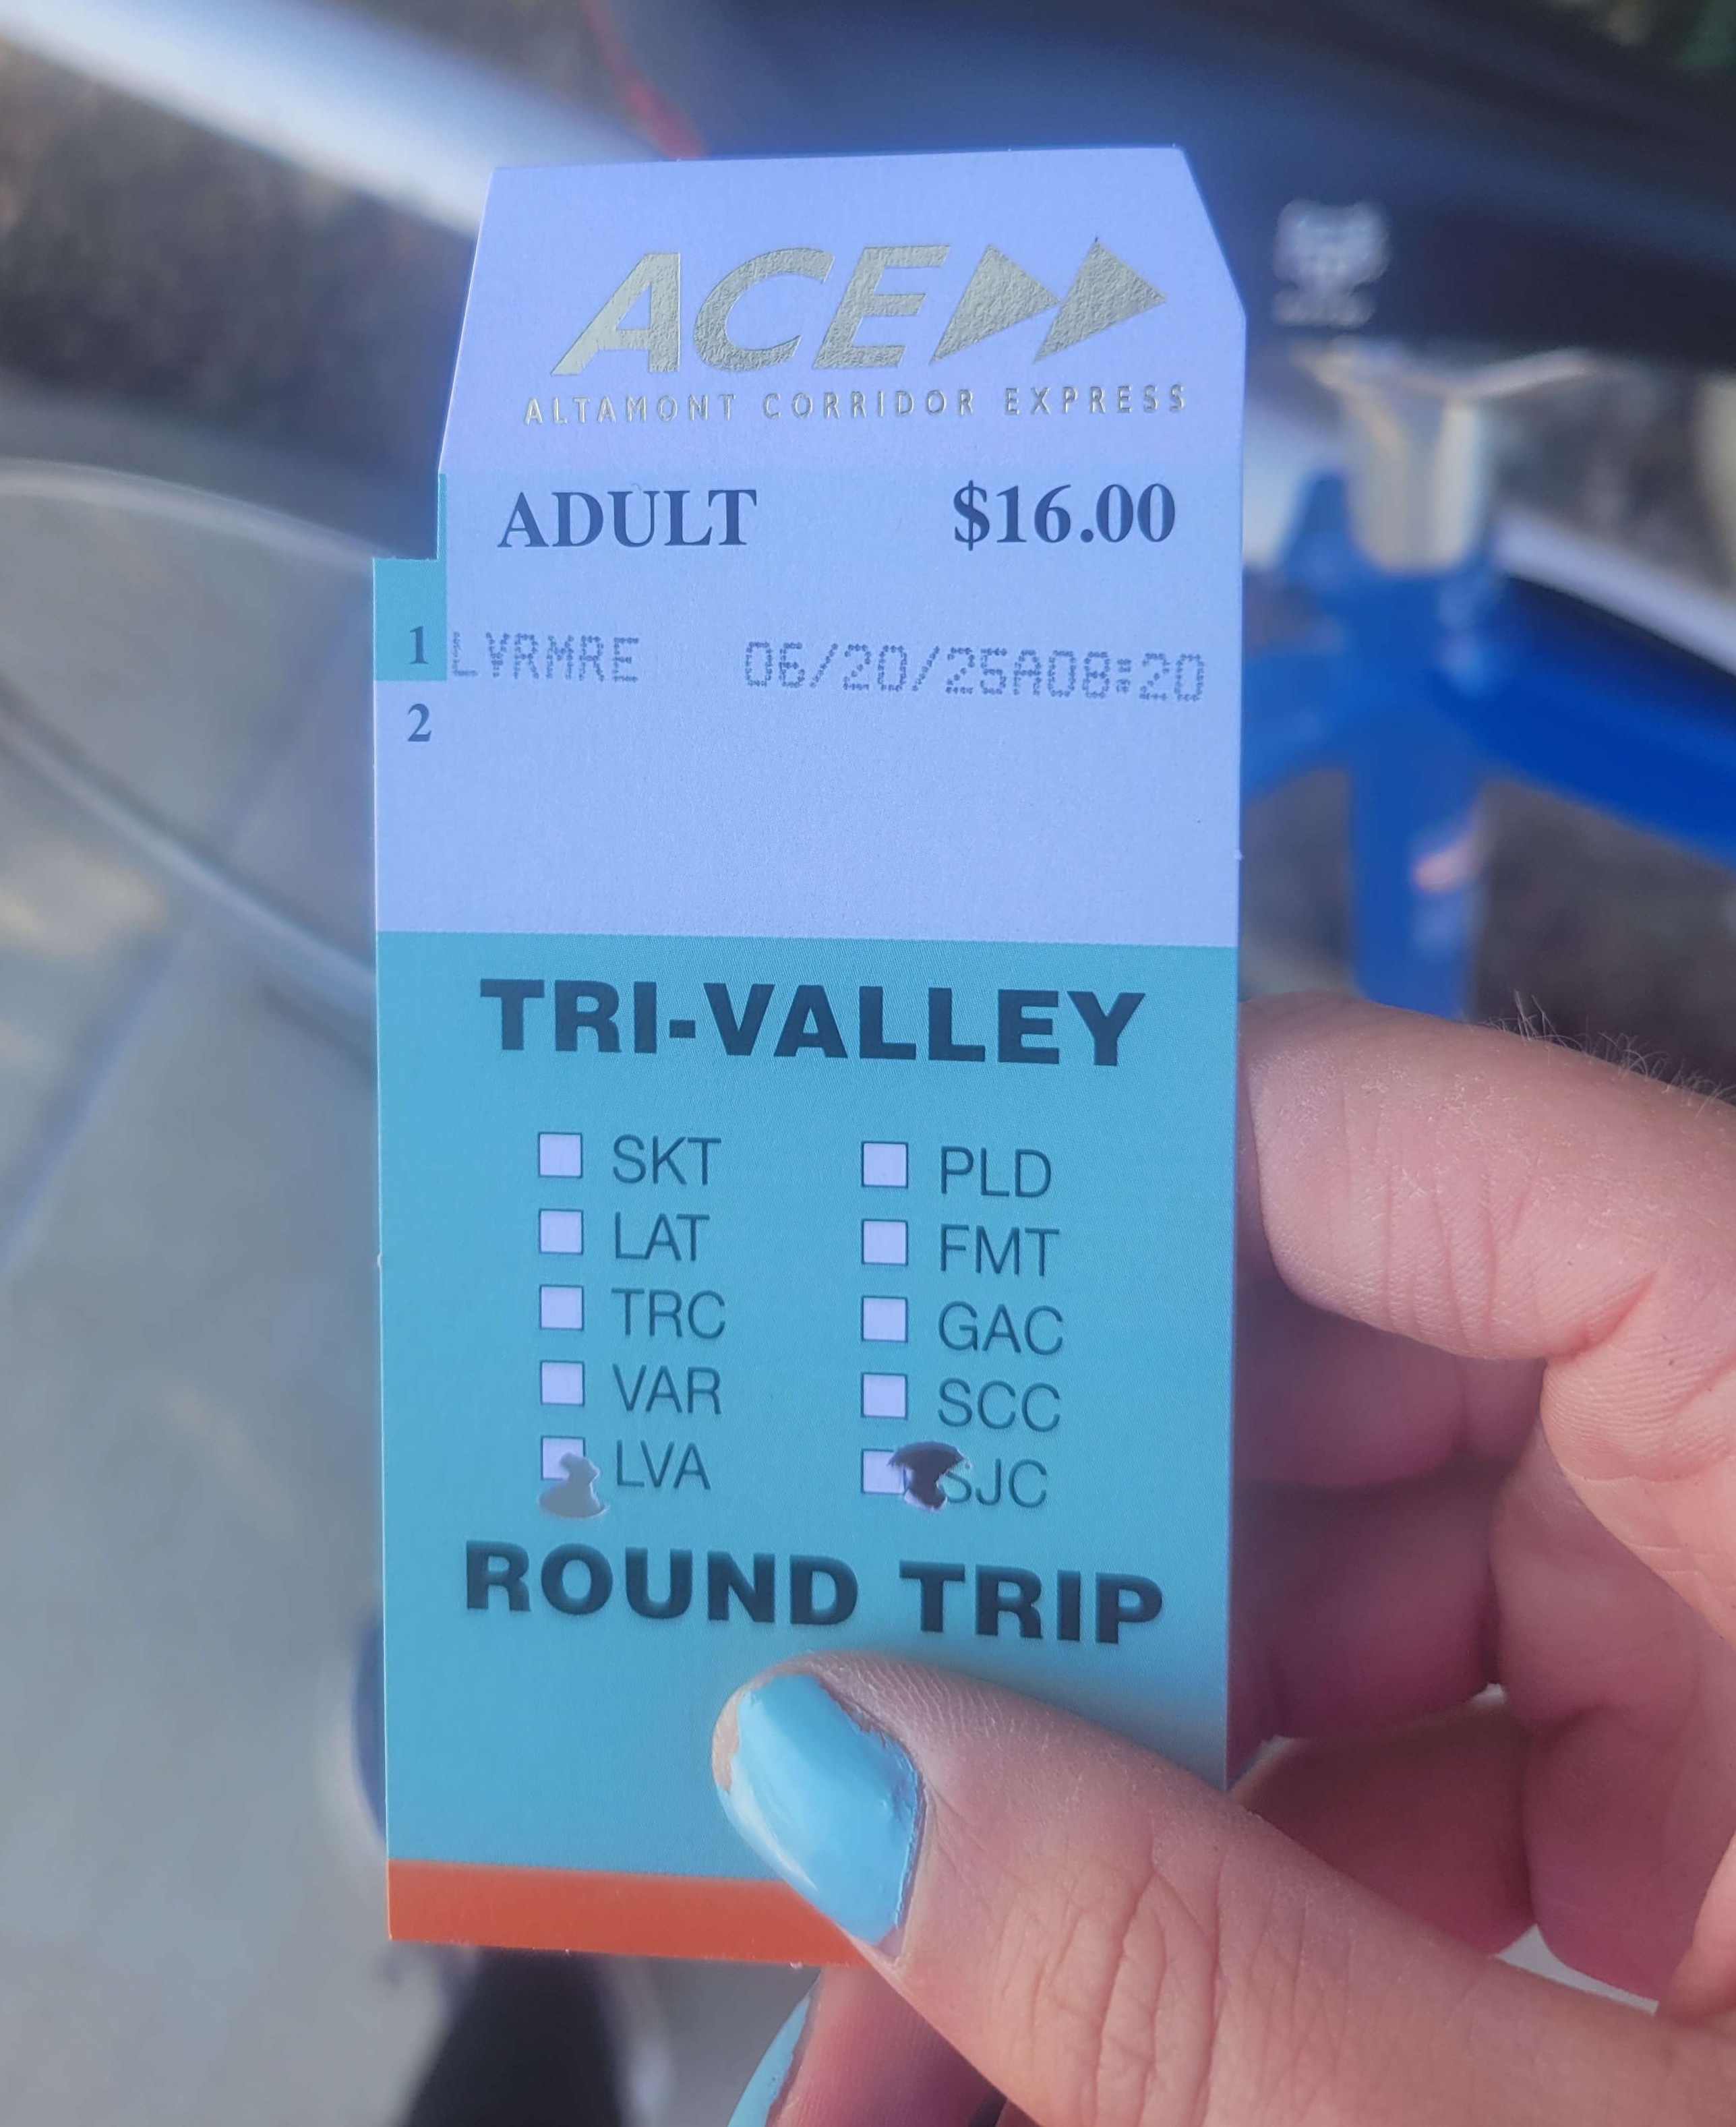 ACE
ALTAMONT CORRIDOR EXPRESS
ADULT $16.00
1 LVRMRE 06/20/25A08:20
2
TRI-VALLEY
SKT PLD
LAT FMT
TRC GAC
VAR SCC
LVA SJC
ROUND TRIP